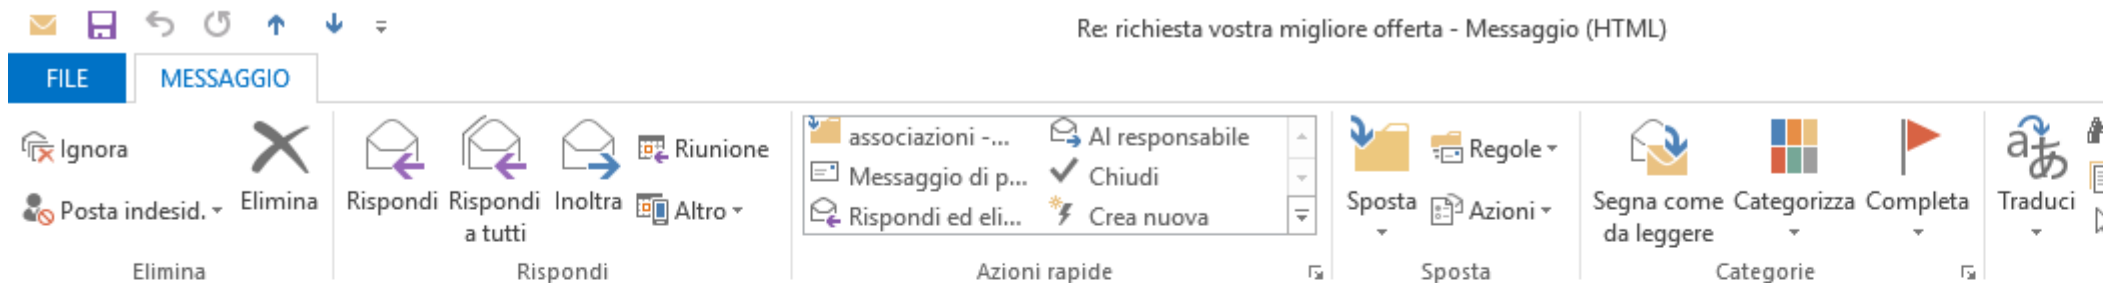 Re: richiesta vostra migliore offerta - Messaggio (HTML)
FILE
MESSAGGIO
Ignora
Posta indesid.
Elimina
Elimina
Rispondi
Rispondi a tutti
Inoltra
Riunione
Altro
Rispondi
associazioni -...
Messaggio di p...
Rispondi ed eli...
Al responsabile
Chiudi
Crea nuova
Azioni rapide
Sposta
Regole
Azioni
Sposta
Segna come
da leggere
Categorizza
Completa
Categorie
Traduci